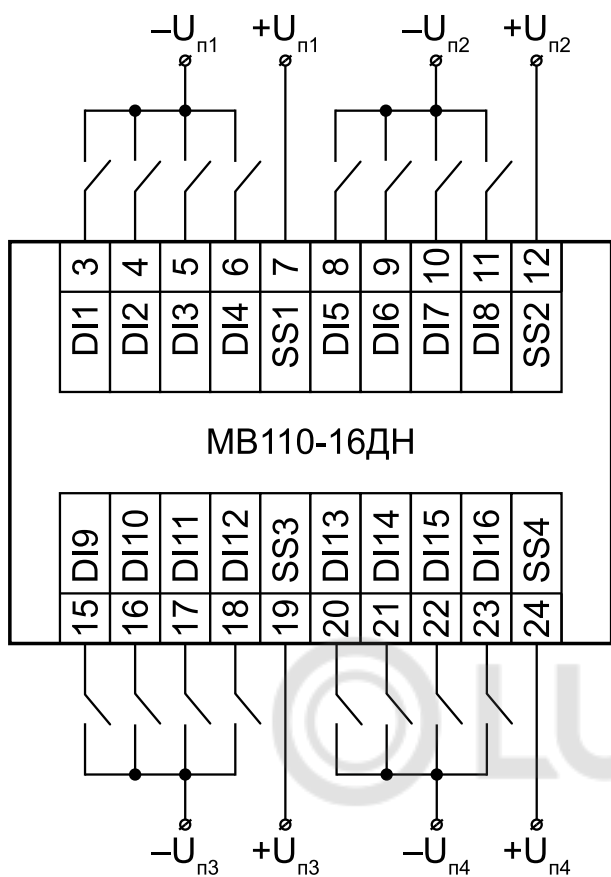 –Uп1 +Uп1 –Uп2 +Uп2
3 4 5 6 7 8 9 10 11 12
DI1 DI2 DI3 DI4 SS1 DI5 DI6 DI7 DI8 SS2
МВ110-16ДН
DI9 DI10 DI11 DI12 SS3 DI13 DI14 DI15 DI16 SS4
15 16 17 18 19 20 21 22 23 24
–Uп3 +Uп3 –Uп4 +Uп4